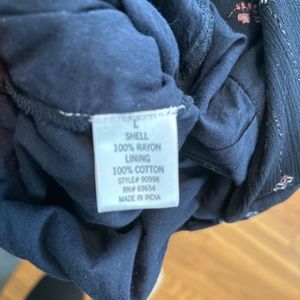 L
SHELL
100% RAYON
LINING
100% COTTON
STYLE# 90998
RN# 69654
MADE IN INDIA